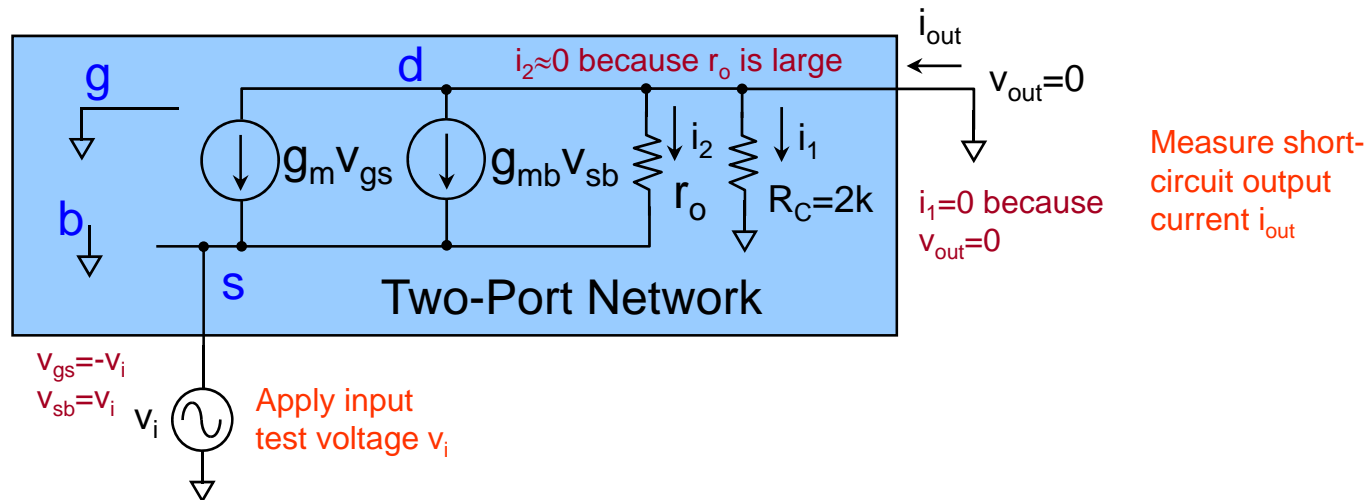 i_out
i₂≈0 because r_o is large
d
g
v_out=0
g_m v_gs
g_mb v_sb
i₂
i₁
r_o
R_C=2k
b
s
Two-Port Network
i₁=0 because
v_out=0
Measure short-
circuit output
current i_out
v_gs=-v_i
v_sb=v_i
v_i
Apply input
test voltage v_i